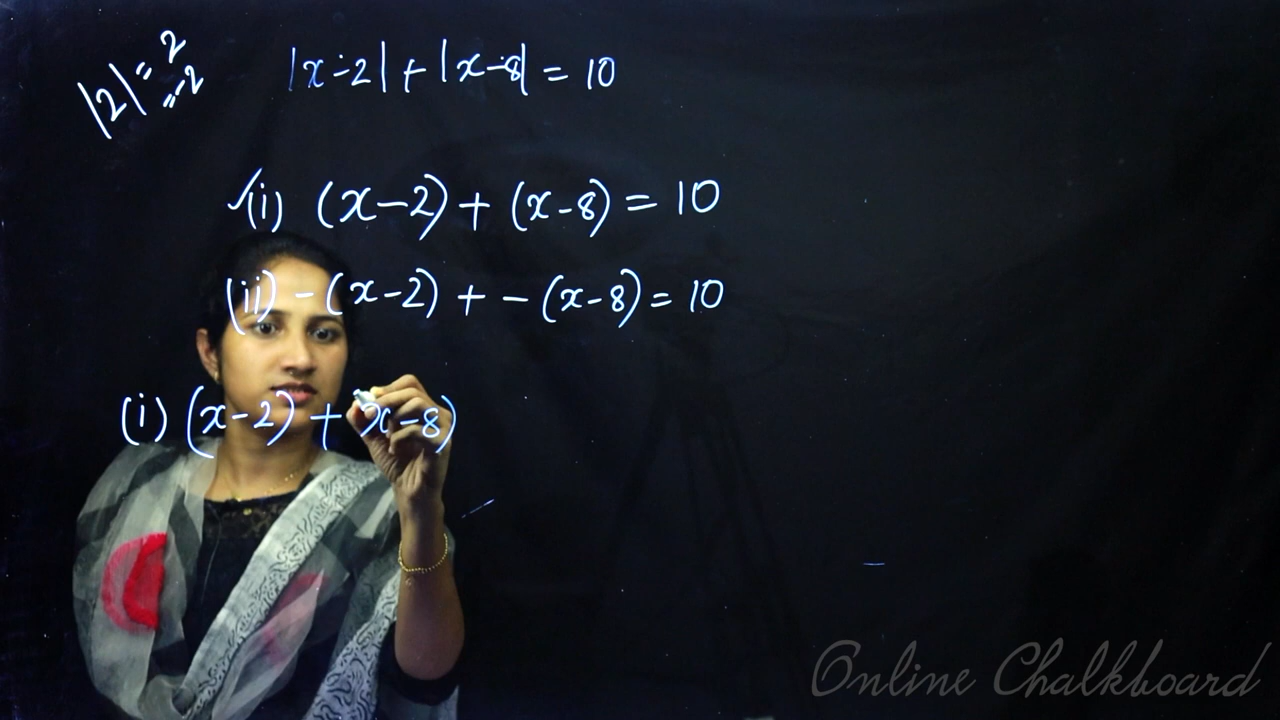 |2| = 2
= -2
|x-2| + |x-8| = 10
(i) (x-2) + (x-8) = 10
(ii) -(x-2) + -(x-8) = 10
(i) (x-2) + x-8)
Online Chalkboard